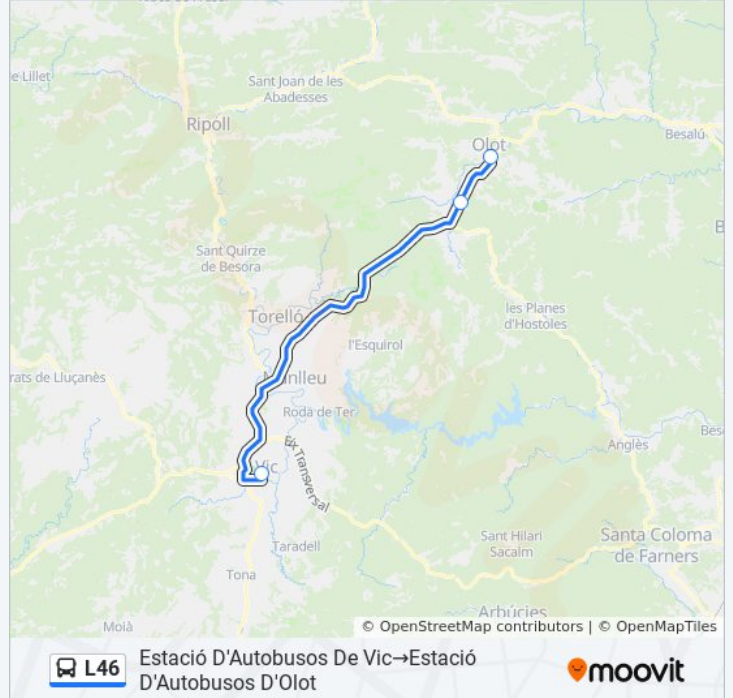 e Lillet
Sant Joan de les
Abadesses
Ripoll
Olot
Besalú
Sant Quirze
de Besora
Torelló
les Planes
d'Hostoles
l'Esquirol
rats de Lluçanès
Roda de Ter
Bes
Anglès
Vic
Eix Transversal
Sant Hilari
Sacalm
Santa Coloma
de Farners
Taradell
Tona
Arbúcies
Moià
© OpenStreetMap contributors | © OpenMapTiles
L46
Estació D'Autobusos De Vic→Estació
D'Autobusos D'Olot
moovit